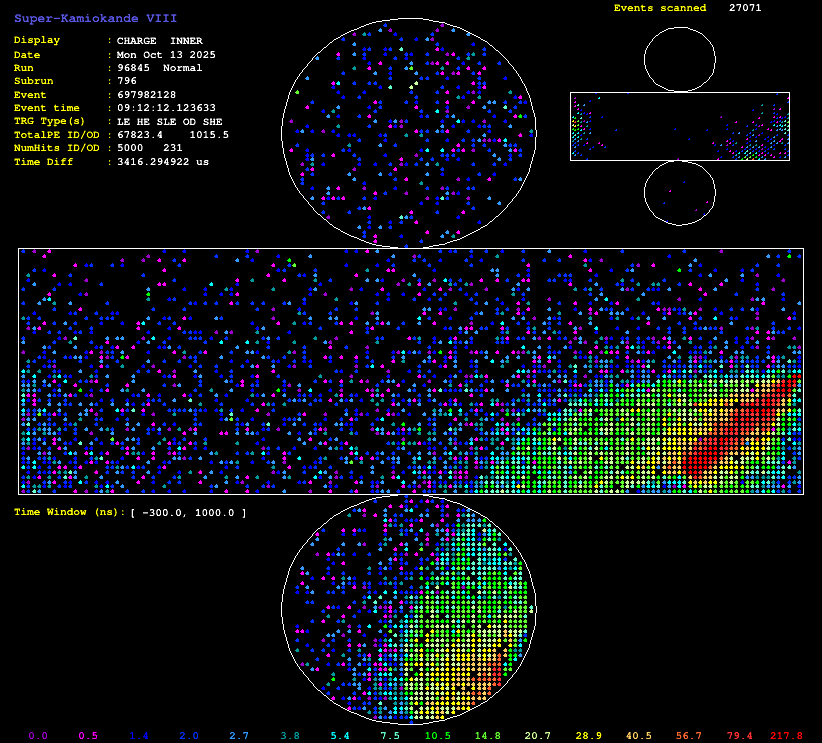 Events scanned 27071
Super-Kamiokande VIII
Display : CHARGE INNER
Date : Mon Oct 13 2025
Run : 96845 Normal
Subrun : 796
Event : 697982128
Event time : 09:12:12.123633
TRG Type(s) : LE HE SLE OD SHE
TotalPE ID/OD : 67823.4 1015.5
NumHits ID/OD : 5000 231
Time Diff : 3416.294922 us
Time Window (ns): [ -300.0, 1000.0 ]
0.0 0.5 1.4 2.0 2.7 3.8 5.4 7.5 10.5 14.8 20.7 28.9 40.5 56.7 79.4 217.8